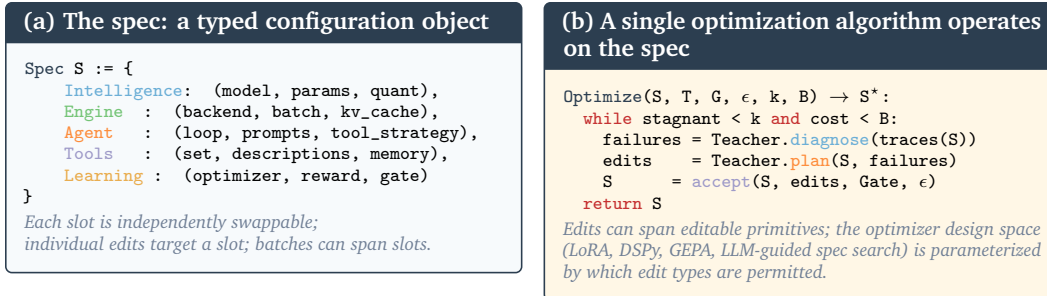 (a) The spec: a typed configuration object
Spec S := {
Intelligence: (model, params, quant),
Engine : (backend, batch, kv_cache),
Agent : (loop, prompts, tool_strategy),
Tools : (set, descriptions, memory),
Learning : (optimizer, reward, gate)
}
Each slot is independently swappable;
individual edits target a slot; batches can span slots.
(b) A single optimization algorithm operates
on the spec
Optimize(S, T, G, ϵ, k, B) → S⋆:
while stagnant < k and cost < B:
failures = Teacher.diagnose(traces(S))
edits = Teacher.plan(S, failures)
S = accept(S, edits, Gate, ϵ)
return S
Edits can span editable primitives; the optimizer design space
(LoRA, DSPy, GEPA, LLM-guided spec search) is parameterized
by which edit types are permitted.